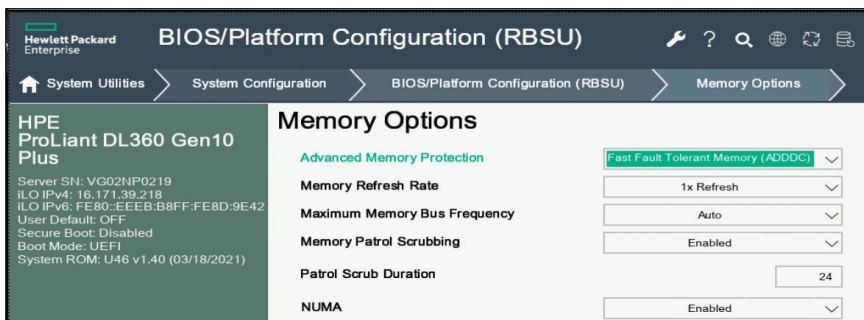 Hewlett Packard
Enterprise
BIOS/Platform Configuration (RBSU)
?
System Utilities
System Configuration
BIOS/Platform Configuration (RBSU)
Memory Options
HPE
ProLiant DL360 Gen10
Plus
Server SN: VG02NP0219
iLO IPv4: 16.171.39.218
iLO IPv6: FE80::EEEB:B8FF:FE8D:9E42
User Default: OFF
Secure Boot: Disabled
Boot Mode: UEFI
System ROM: U46 v1.40 (03/18/2021)
Memory Options
Advanced Memory Protection Fast Fault Tolerant Memory (ADDDC)
Memory Refresh Rate 1x Refresh
Maximum Memory Bus Frequency Auto
Memory Patrol Scrubbing Enabled
Patrol Scrub Duration 24
NUMA Enabled